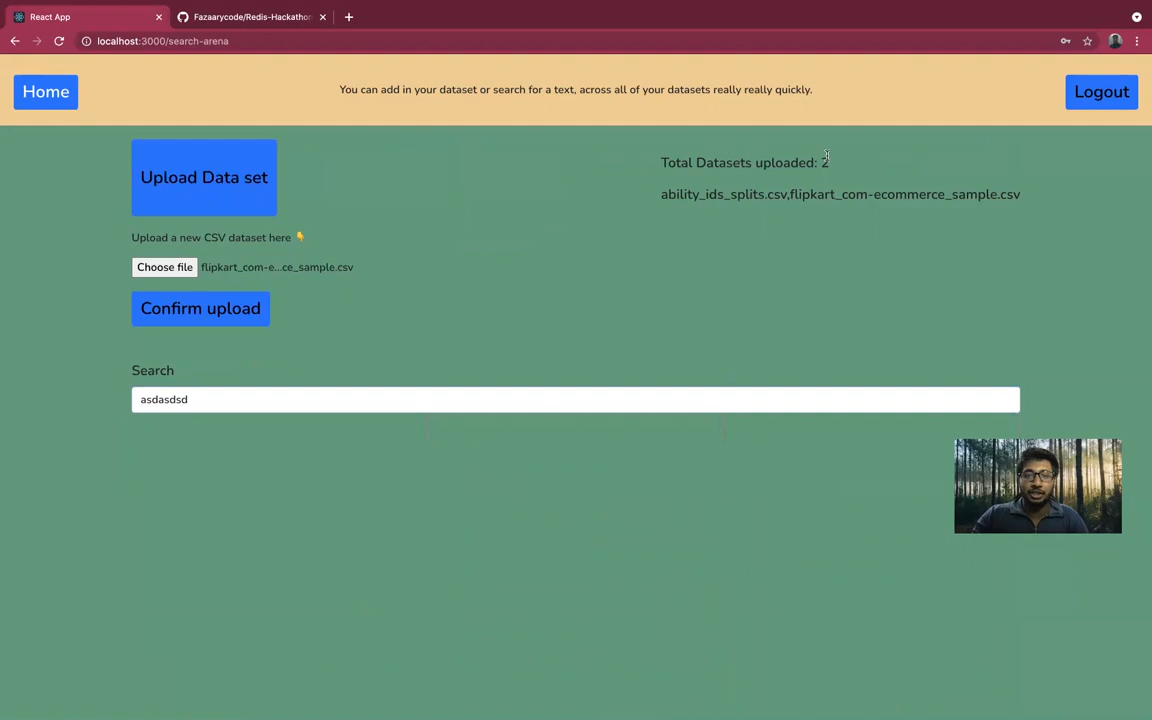 React App
Fazaarycode/Redis-Hackathon
localhost:3000/search-arena
Home
You can add in your dataset or search for a text, across all of your datasets really really quickly.
Logout
Upload Data set
Total Datasets uploaded: 2
ability_ids_splits.csv,flipkart_com-ecommerce_sample.csv
Upload a new CSV dataset here 👇
Choose file flipkart_com-e...ce_sample.csv
Confirm upload
Search
asdasdsd